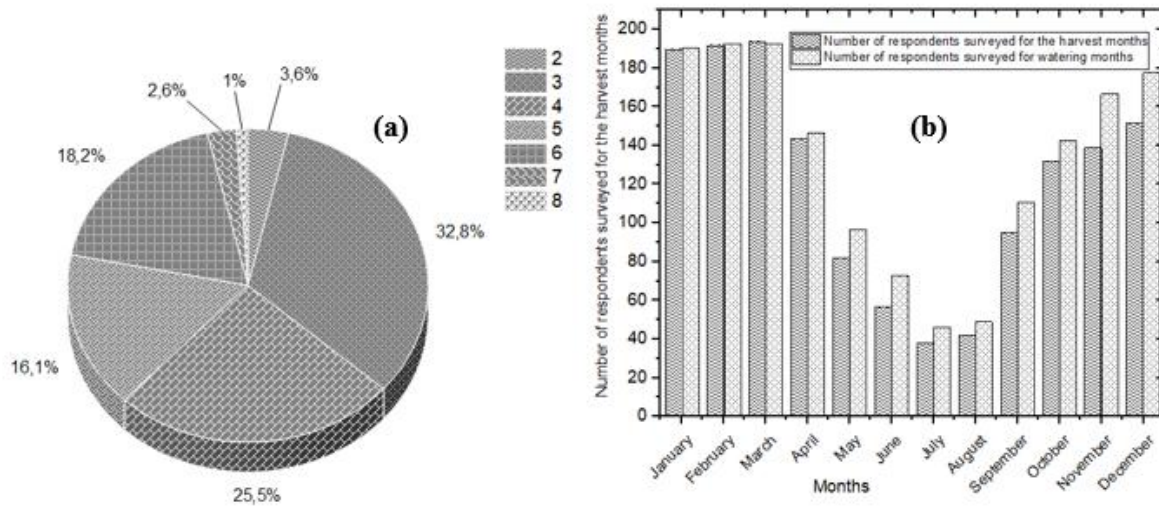 (a)
1%
3,6%
2,6%
18,2%
32,8%
16,1%
25,5%
2
3
4
5
6
7
8
(b)
Number of respondents surveyed for the harvest months
Number of respondents surveyed for watering months
Number of respondents surveyed for the harvest months
200
180
160
140
120
100
80
60
40
20
0
January
February
March
April
May
June
July
August
September
October
November
December
Months